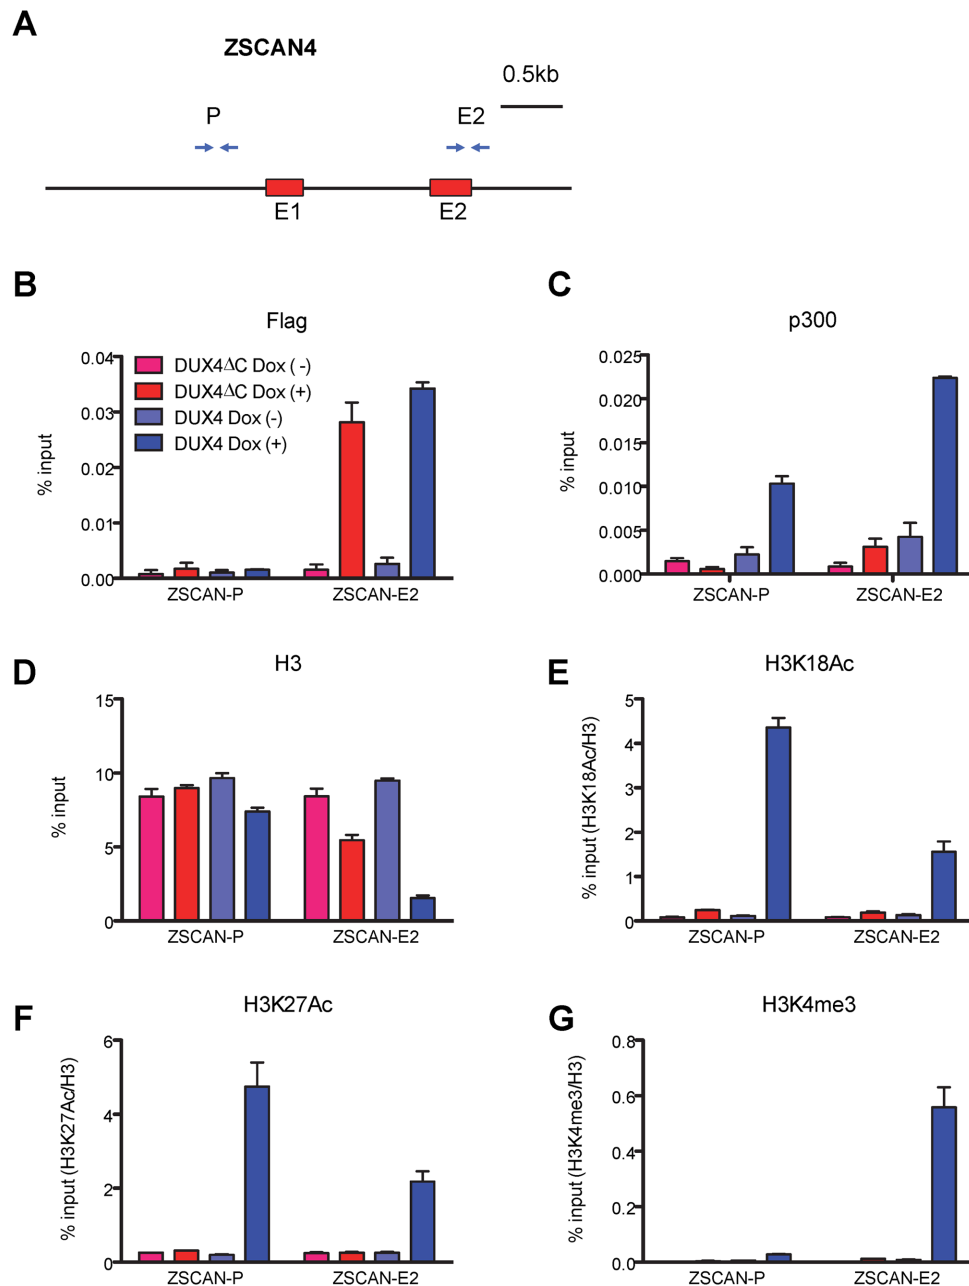 A
ZSCAN4
0.5kb
P
E2
E1
E2
B
Flag
DUX4ΔC Dox (-)
DUX4ΔC Dox (+)
DUX4 Dox (-)
DUX4 Dox (+)
% input
0.04
0.03
0.02
0.01
0.00
ZSCAN-P
ZSCAN-E2
C
p300
% input
0.025
0.020
0.015
0.010
0.005
0.000
ZSCAN-P
ZSCAN-E2
D
H3
% input
15
10
5
0
ZSCAN-P
ZSCAN-E2
E
H3K18Ac
% input (H3K18Ac/H3)
5
4
3
2
1
0
ZSCAN-P
ZSCAN-E2
F
H3K27Ac
% input (H3K27Ac/H3)
6
4
2
0
ZSCAN-P
ZSCAN-E2
G
H3K4me3
% input (H3K4me3/H3)
0.8
0.6
0.4
0.2
0.0
ZSCAN-P
ZSCAN-E2